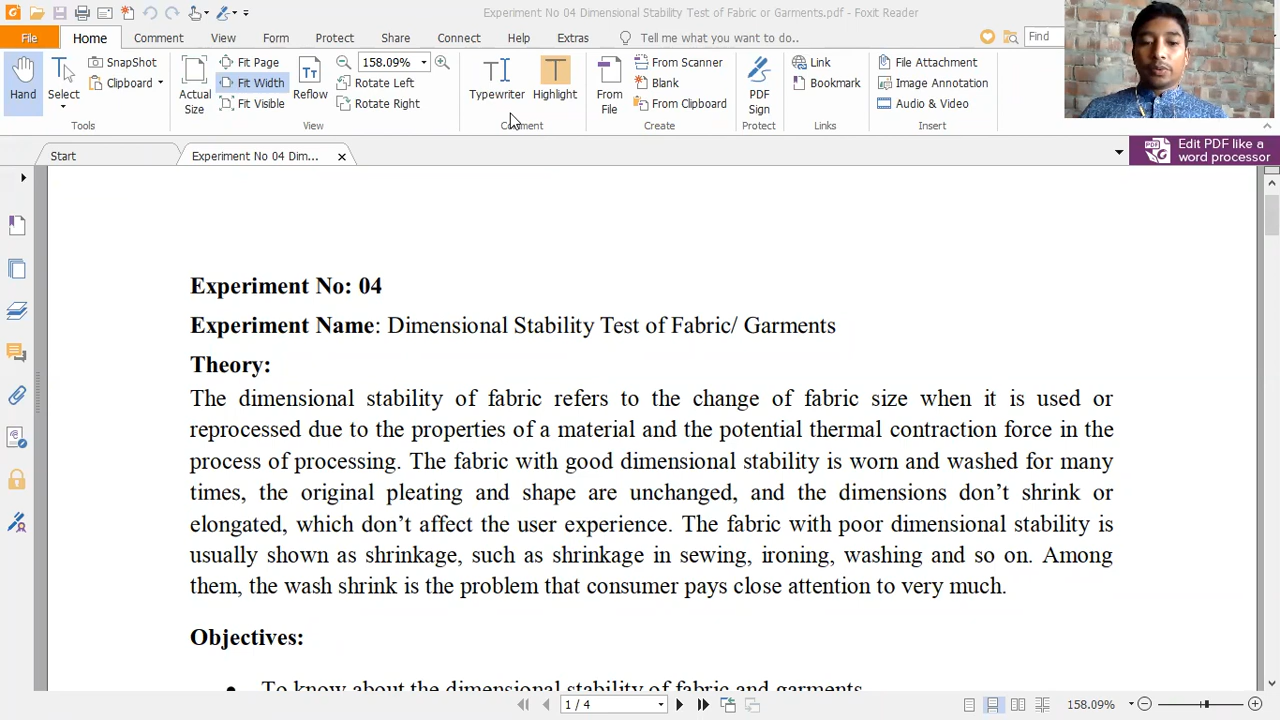 Experiment No 04 Dimensional Stability Test of Fabric or Garments.pdf - Foxit Reader
File Home Comment View Form Protect Share Connect Help Extras Tell me what you want to do.. Find
Hand
Select
SnapShot
Clipboard
Tools
Actual Size
Fit Page
Fit Width
Fit Visible
Reflow
158.09%
Rotate Left
Rotate Right
View
Typewriter
Highlight
Comment
From File
From Scanner
Blank
From Clipboard
Create
PDF Sign
Protect
Link
Bookmark
Links
File Attachment
Image Annotation
Audio & Video
Insert
Start
Experiment No 04 Dim...
Edit PDF like a
word processor
Experiment No: 04
Experiment Name: Dimensional Stability Test of Fabric/ Garments
Theory:
The dimensional stability of fabric refers to the change of fabric size when it is used or
reprocessed due to the properties of a material and the potential thermal contraction force in the
process of processing. The fabric with good dimensional stability is worn and washed for many
times, the original pleating and shape are unchanged, and the dimensions don’t shrink or
elongated, which don’t affect the user experience. The fabric with poor dimensional stability is
usually shown as shrinkage, such as shrinkage in sewing, ironing, washing and so on. Among
them, the wash shrink is the problem that consumer pays close attention to very much.
Objectives:
• To know about the dimensional stability of fabric and garments
1 / 4
158.09%